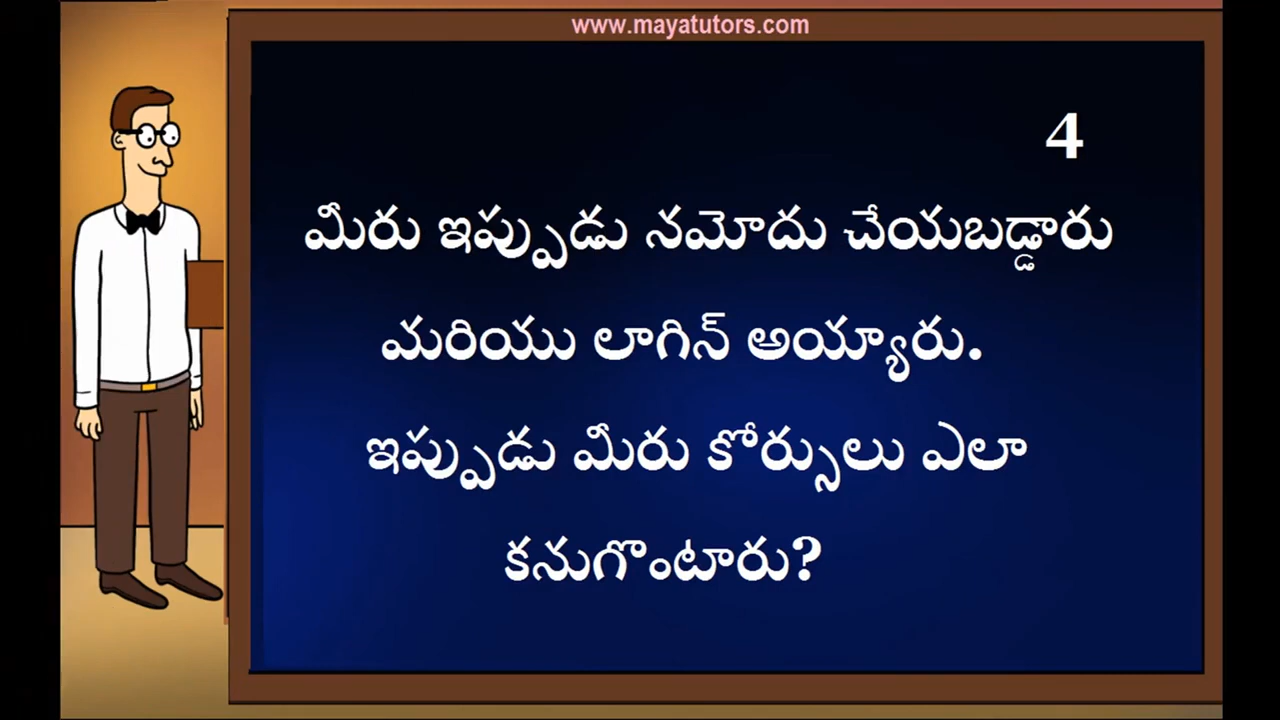 www.mayatutors.com
4
మీరు ఇప్పుడు నమోదు చేయబడ్డారు
మరియు లాగిన్ అయ్యారు.
ఇప్పుడు మీరు కోర్సులు ఎలా
కనుగొంటారు?